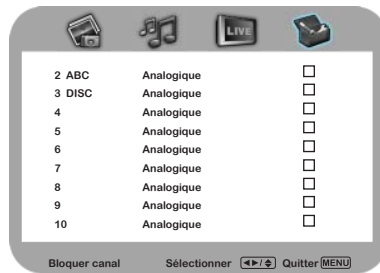 LIVE
2 ABC Analogique
3 DISC Analogique
4 Analogique
5 Analogique
6 Analogique
7 Analogique
8 Analogique
9 Analogique
10 Analogique
Bloquer canal Sélectionner Quitter MENU